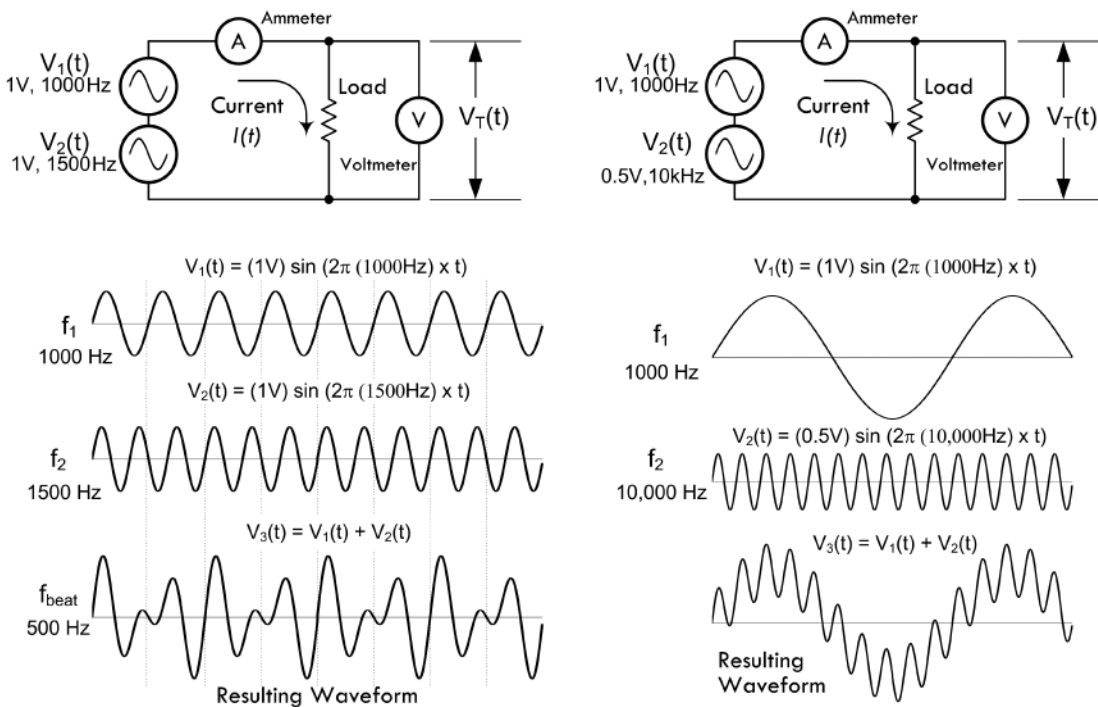 Ammeter
A
V1(t)
1V, 1000Hz
Load
Current
I(t)
V
VT(t)
V2(t)
1V, 1500Hz
Voltmeter
V1(t) = (1V) sin (2π (1000Hz) x t)
f1
1000 Hz
V2(t) = (1V) sin (2π (1500Hz) x t)
f2
1500 Hz
V3(t) = V1(t) + V2(t)
fbeat
500 Hz
Resulting Waveform
Ammeter
A
V1(t)
1V, 1000Hz
Load
Current
I(t)
V
VT(t)
V2(t)
0.5V,10kHz
Voltmeter
V1(t) = (1V) sin (2π (1000Hz) x t)
f1
1000 Hz
V2(t) = (0.5V) sin (2π (10,000Hz) x t)
f2
10,000 Hz
V3(t) = V1(t) + V2(t)
Resulting
Waveform